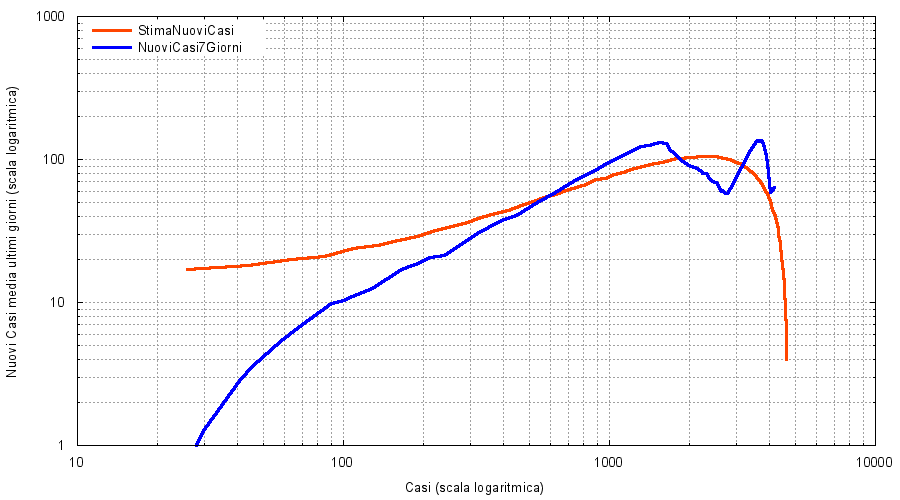 1000
StimaNuoviCasi
NuoviCasi7Giorni
100
10
1
Nuovi Casi media ultimi giorni (scala logaritmica)
10
100
1000
10000
Casi (scala logaritmica)